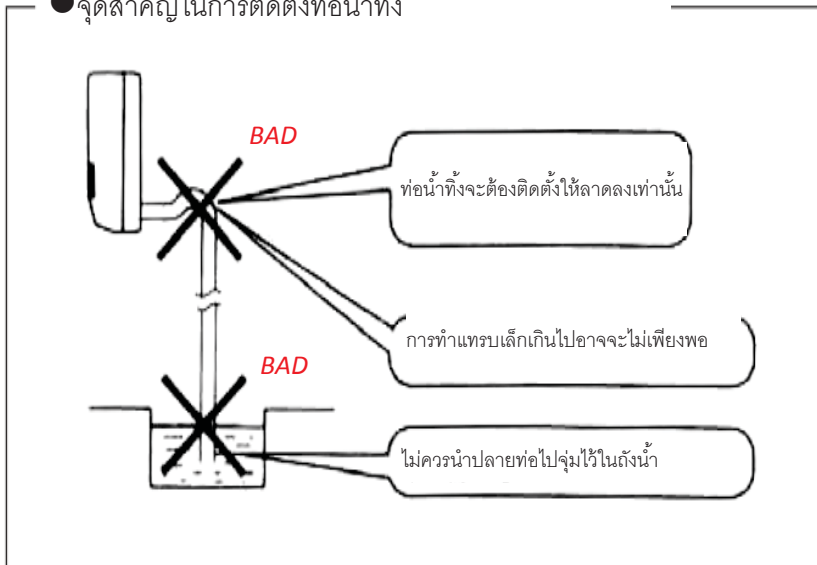 ●จุดสำคัญในการติดตั้งท่อน้ำทิ้ง
BAD
ท่อน้ำทิ้งจะต้องติดตั้งให้ลาดลงเท่านั้น
การทำแทรบเล็กเกินไปอาจจะไม่เพียงพอ
BAD
ไม่ควรนำปลายท่อไปจุ่มไว้ในถังน้ำ